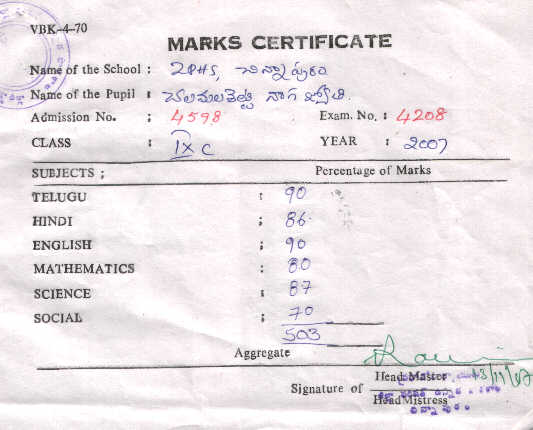 VBK-4-70
MARKS CERTIFICATE
Name of the School : ZPHS, చిన్నాపురం
Name of the Pupil : నాగ జ్యోతి.
Admission No. ; 4598 Exam. No. : 4208
CLASS : IX C YEAR : 2007
SUBJECTS ; Percentage of Marks
TELUGU : 90
HINDI ; 86.
ENGLISH ; 90
MATHEMATICS : 80
SCIENCE : 87
SOCIAL ; 70
503
Aggregate
Head Master
Signature of
Head Mistress
చిన్నాపురం